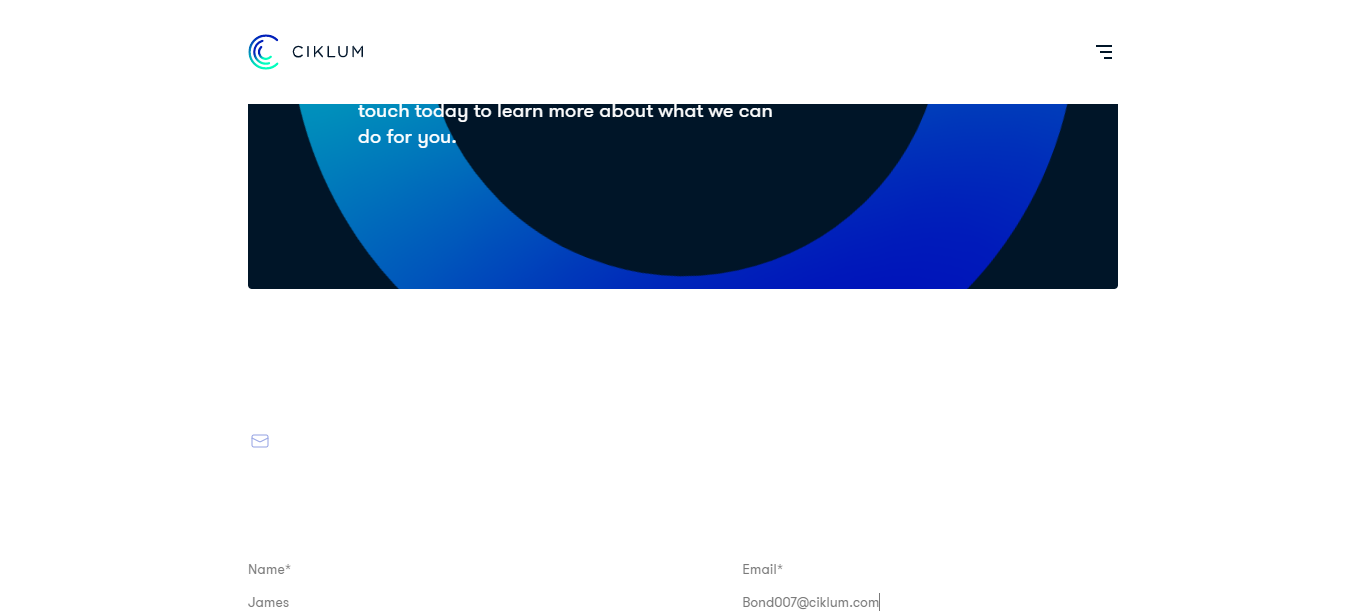 CIKLUM
touch today to learn more about what we can
do for you.
Name*
Email*
James
Bond007@ciklum.com